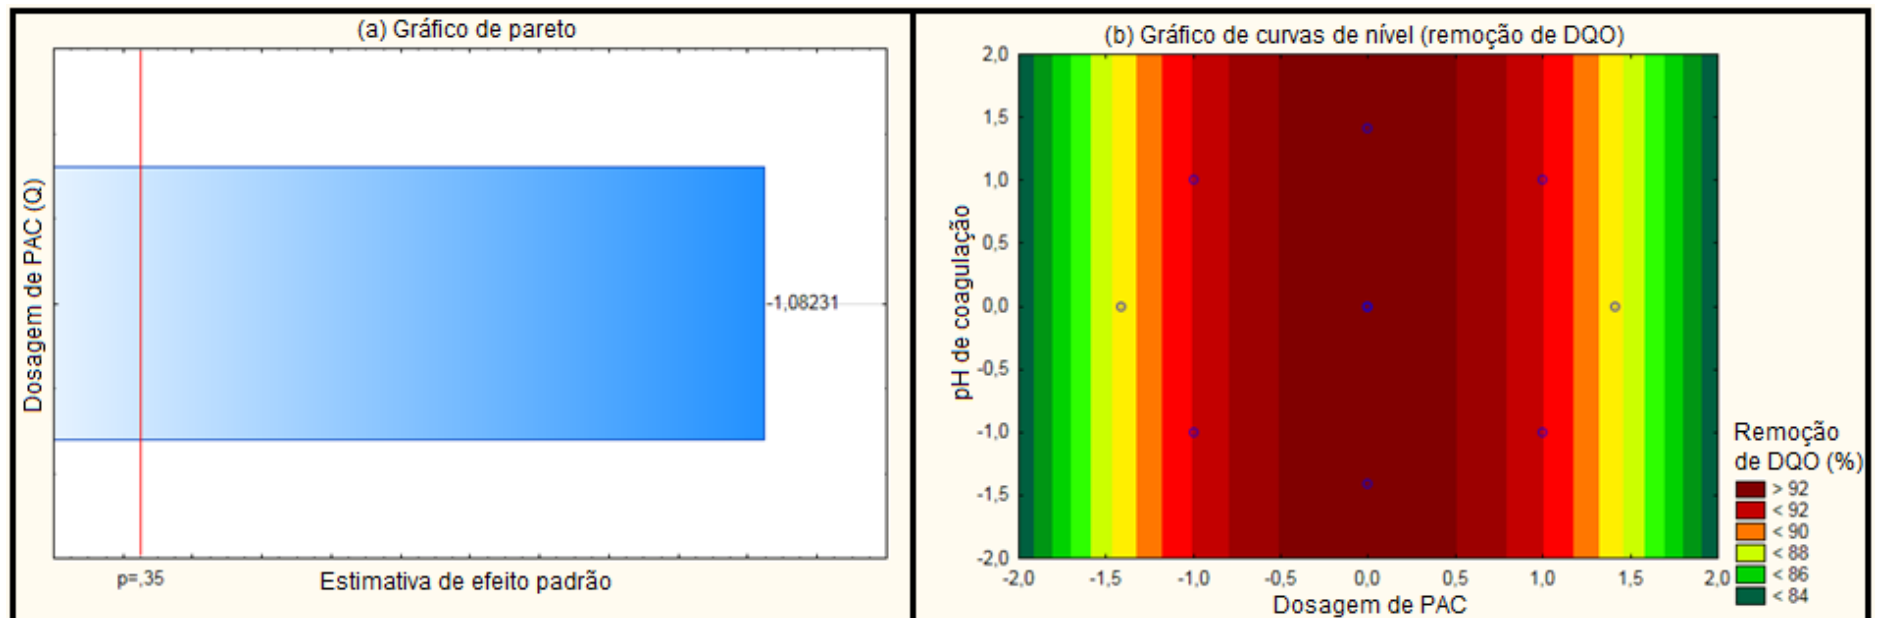 (a) Gráfico de pareto
Dosagem de PAC (Q)
-1,08231
p=,35
Estimativa de efeito padrão
(b) Gráfico de curvas de nível (remoção de DQO)
pH de coagulação
2,0
1,5
1,0
0,5
0,0
-0,5
-1,0
-1,5
-2,0
-2,0 -1,5 -1,0 -0,5 0,0 0,5 1,0 1,5 2,0
Dosagem de PAC
Remoção
de DQO (%)
> 92
< 92
< 90
< 88
< 86
< 84